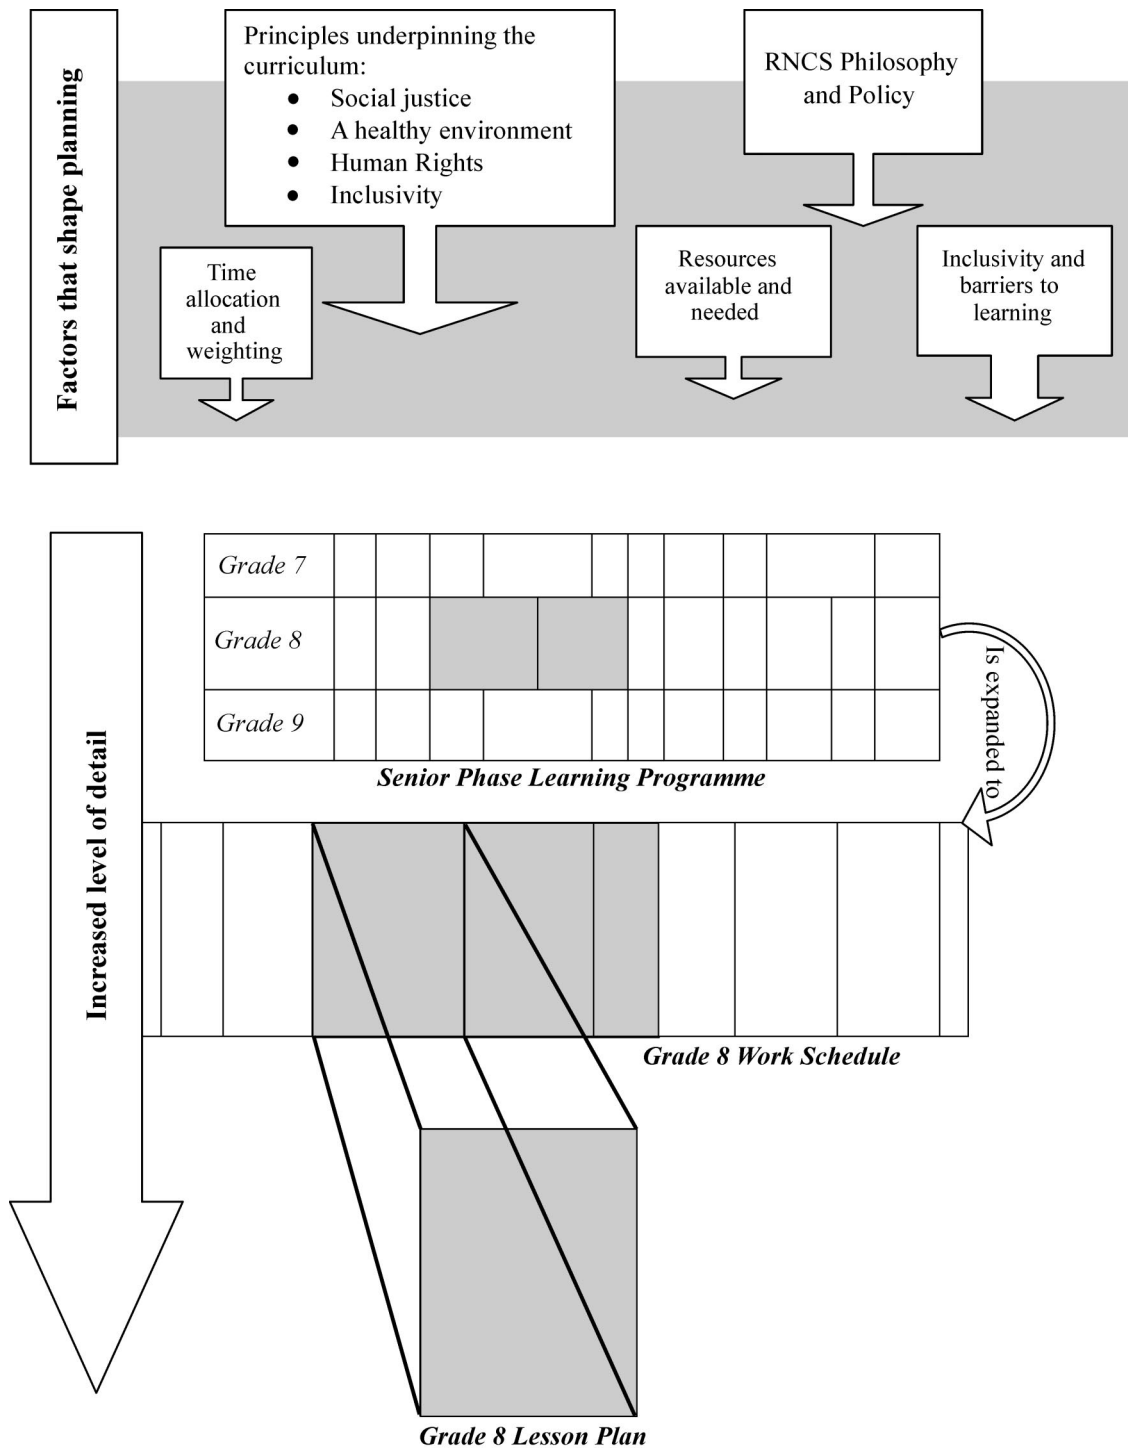 Factors that shape planning
Principles underpinning the
curriculum:
● Social justice
● A healthy environment
● Human Rights
● Inclusivity
RNCS Philosophy
and Policy
Time
allocation
and
weighting
Resources
available and
needed
Inclusivity and
barriers to
learning
Increased level of detail
Grade 7
Grade 8
Grade 9
Is expanded to
Senior Phase Learning Programme
Grade 8 Work Schedule
Grade 8 Lesson Plan